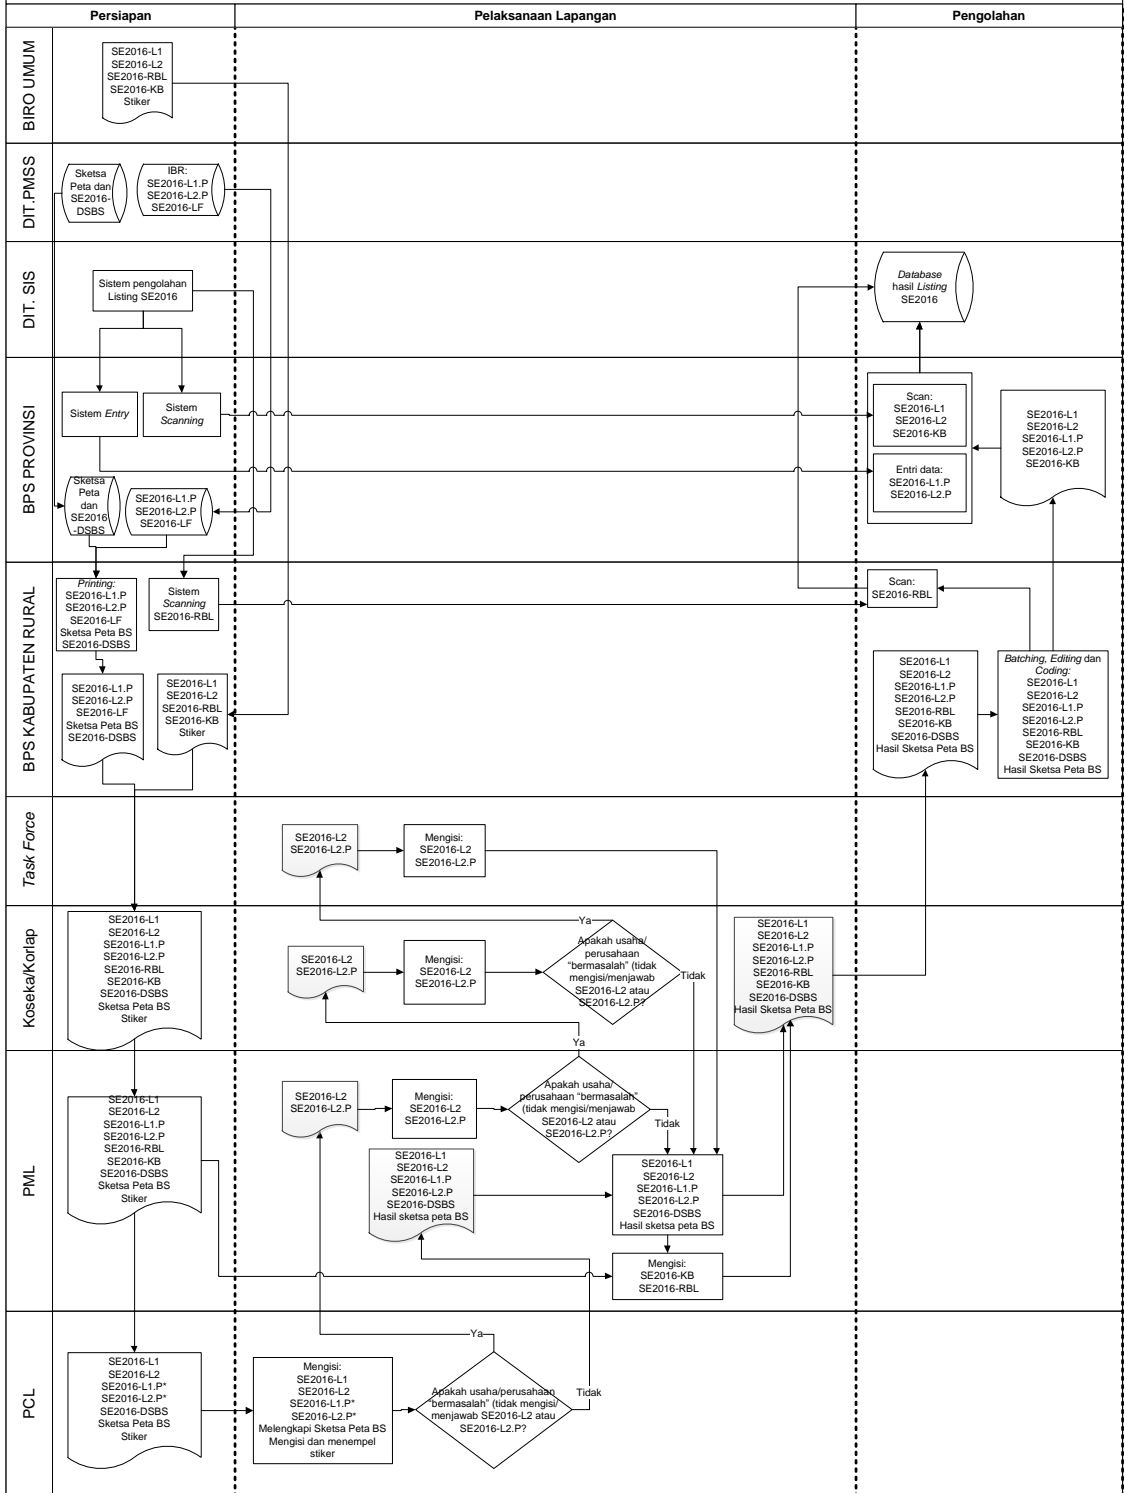 Persiapan
Pelaksanaan Lapangan
Pengolahan
BIRO UMUM
SE2016-L1
SE2016-L2
SE2016-RBL
SE2016-KB
Stiker
DIT.PMSS
Sketsa
Peta dan
SE2016-
DSBS
IBR:
SE2016-L1.P
SE2016-L2.P
SE2016-LF
DIT. SIS
Sistem pengolahan
Listing SE2016
Database
hasil Listing
SE2016
BPS PROVINSI
Sistem Entry
Sistem
Scanning
Sketsa
Peta
dan
SE2016
-DSBS
SE2016-L1.P
SE2016-L2.P
SE2016-LF
Scan:
SE2016-L1
SE2016-L2
SE2016-KB
Entri data:
SE2016-L1.P
SE2016-L2.P
SE2016-L1
SE2016-L2
SE2016-L1.P
SE2016-L2.P
SE2016-KB
BPS KABUPATEN RURAL
Printing:
SE2016-L1.P
SE2016-L2.P
SE2016-LF
Sketsa Peta BS
SE2016-DSBS
Sistem
Scanning
SE2016-RBL
SE2016-L1.P
SE2016-L2.P
SE2016-LF
Sketsa Peta BS
SE2016-DSBS
SE2016-L1
SE2016-L2
SE2016-RBL
SE2016-KB
Stiker
Scan:
SE2016-RBL
SE2016-L1
SE2016-L2
SE2016-L1.P
SE2016-L2.P
SE2016-RBL
SE2016-KB
SE2016-DSBS
Hasil Sketsa Peta BS
Batching, Editing dan
Coding:
SE2016-L1
SE2016-L2
SE2016-L1.P
SE2016-L2.P
SE2016-RBL
SE2016-KB
SE2016-DSBS
Hasil Sketsa Peta BS
Task Force
SE2016-L2
SE2016-L2.P
Mengisi:
SE2016-L2
SE2016-L2.P
Koseka/Korlap
SE2016-L1
SE2016-L2
SE2016-L1.P
SE2016-L2.P
SE2016-RBL
SE2016-KB
SE2016-DSBS
Sketsa Peta BS
Stiker
SE2016-L2
SE2016-L2.P
Mengisi:
SE2016-L2
SE2016-L2.P
Ya
Apakah usaha/
perusahaan
"bermasalah" (tidak
mengisi/menjawab
SE2016-L2 atau
SE2016-L2.P?
Tidak
SE2016-L1
SE2016-L2
SE2016-L1.P
SE2016-L2.P
SE2016-RBL
SE2016-KB
SE2016-DSBS
Hasil Sketsa Peta BS
PML
SE2016-L1
SE2016-L2
SE2016-L1.P
SE2016-L2.P
SE2016-RBL
SE2016-KB
SE2016-DSBS
Sketsa Peta BS
Stiker
SE2016-L2
SE2016-L2.P
Mengisi:
SE2016-L2
SE2016-L2.P
Ya
Apakah usaha/
perusahaan "bermasalah"
(tidak mengisi/menjawab
SE2016-L2 atau
SE2016-L2.P?
Tidak
SE2016-L1
SE2016-L2
SE2016-L1.P
SE2016-L2.P
SE2016-DSBS
Hasil sketsa peta BS
SE2016-L1
SE2016-L2
SE2016-L1.P
SE2016-L2.P
SE2016-DSBS
Hasil sketsa peta BS
Mengisi:
SE2016-KB
SE2016-RBL
PCL
SE2016-L1
SE2016-L2
SE2016-L1.P*
SE2016-L2.P*
SE2016-DSBS
Sketsa Peta BS
Stiker
Mengisi:
SE2016-L1
SE2016-L2
SE2016-L1.P*
SE2016-L2.P*
Melengkapi Sketsa Peta BS
Mengisi dan menempel
stiker
Ya
Apakah usaha/perusahaan
"bermasalah" (tidak mengisi/
menjawab SE2016-L2 atau
SE2016-L2.P?
Tidak